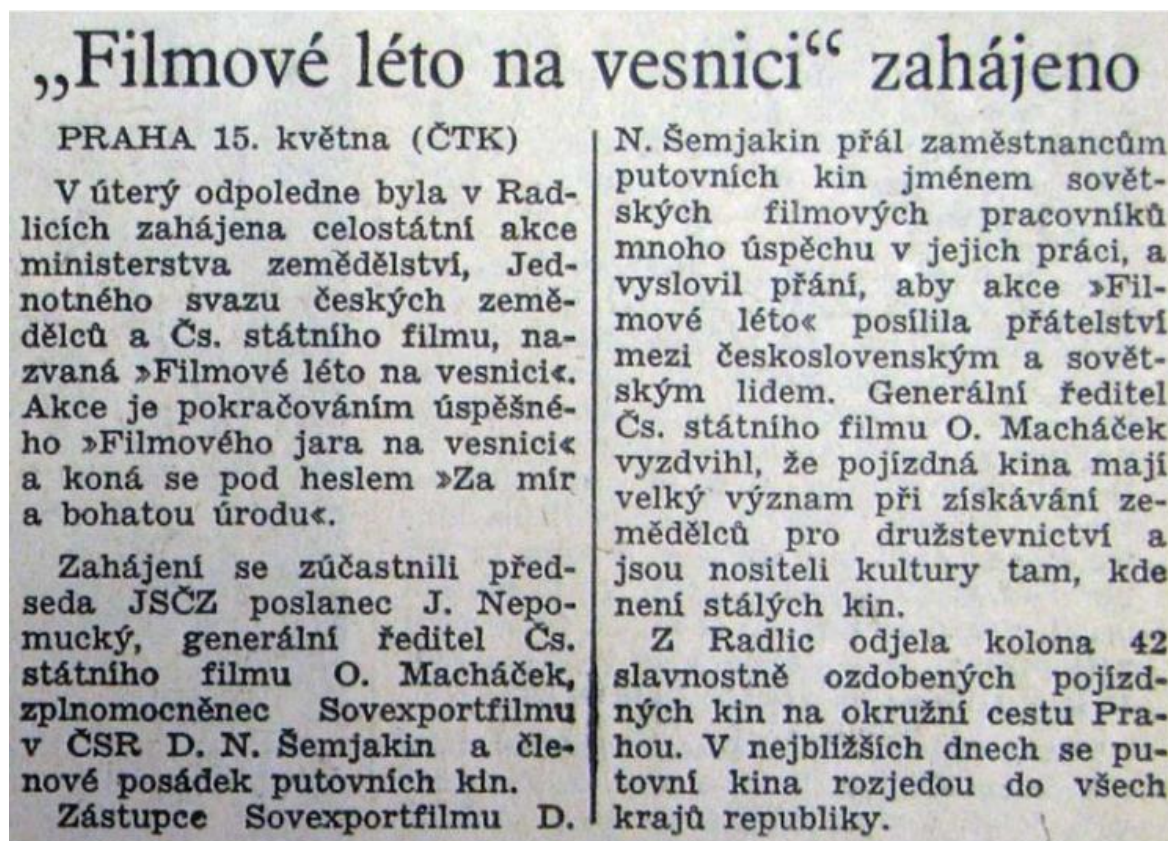 „Filmové léto na vesnici“ zahájeno
PRAHA 15. května (ČTK)
V úterý odpoledne byla v Rad-
licích zahájena celostátní akce
ministerstva zemědělství, Jed-
notného svazu českých země-
dělců a Čs. státního filmu, na-
zvaná »Filmové léto na vesnici«.
Akce je pokračováním úspěšné-
ho »Filmového jara na vesnici«
a koná se pod heslem »Za mír
a bohatou úrodu«.
Zahájení se zúčastnili před-
seda JSČZ poslanec J. Nepo-
mucký, generální ředitel Čs.
státního filmu O. Macháček,
zplnomocněnec Sovexportfilmu
v ČSR D. N. Šemjakin a čle-
nové posádek putovních kin.
Zástupce Sovexportfilmu D.
N. Šemjakin přál zaměstnancům
putovních kin jménem sovět-
ských filmových pracovníků
mnoho úspěchu v jejich práci, a
vyslovil přání, aby akce »Fil-
mové léto« posílila přátelství
mezi československým a sovět-
ským lidem. Generální ředitel
Čs. státního filmu O. Macháček
vyzdvihl, že pojízdná kina mají
velký význam při získávání ze-
mědělců pro družstevnictví a
jsou nositeli kultury tam, kde
není stálých kin.
Z Radlic odjela kolona 42
slavnostně ozdobených pojízd-
ných kin na okružní cestu Pra-
hou. V nejbližších dnech se pu-
tovní kina rozjedou do všech
krajů republiky.